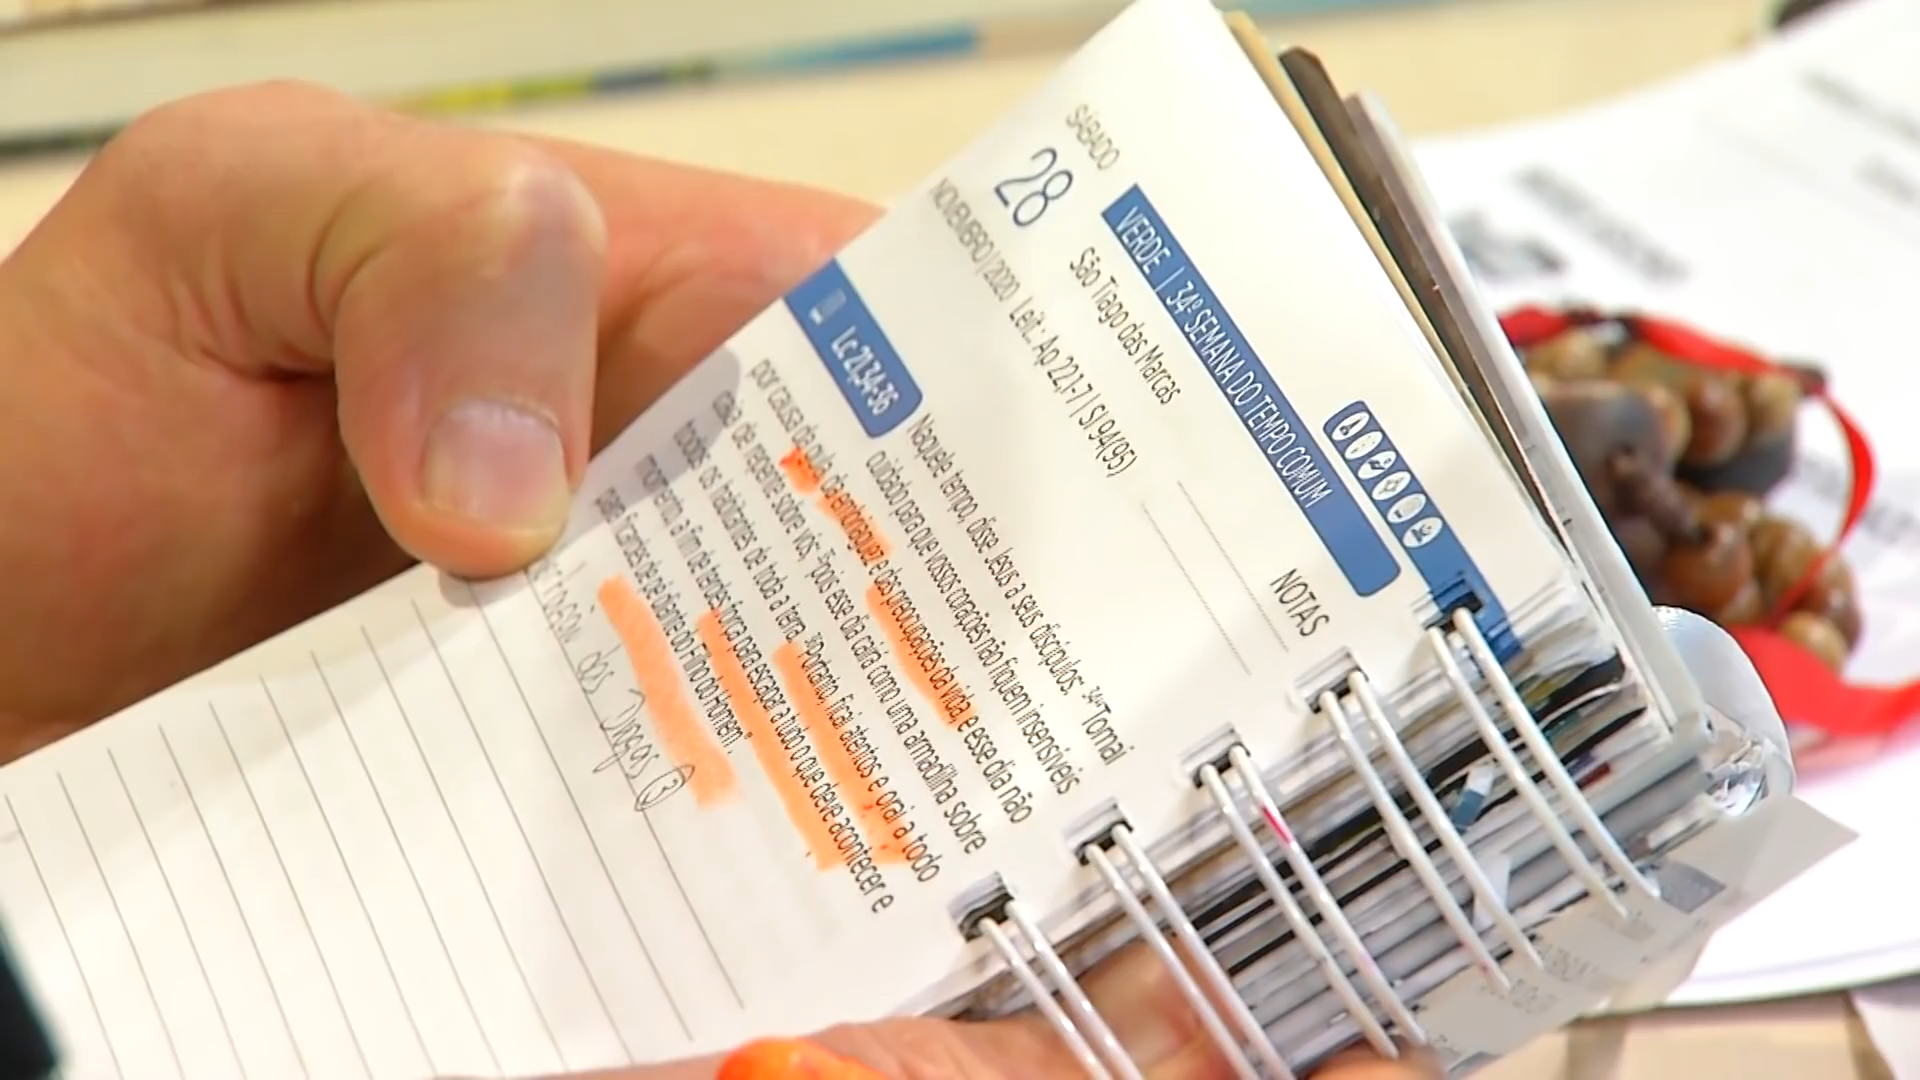 SÁBADO
28
NOVEMBRO | 2020
VERDE | 34ª SEMANA DO TEMPO COMUM
São Tiago das Marcas
Leit.: Ap 22,1-7 | Sl 94(95)
NOTAS
Lc 21,34-36
Naquele tempo, disse Jesus a seus discípulos: 34"Tomai
cuidado para que vossos corações não fiquem insensíveis
por causa da gula, da embriaguez e das preocupações da vida, e esse dia não
caia de repente sobre vós; 35pois esse dia cairá como uma armadilha sobre
todos os habitantes de toda a terra. 36Portanto, ficai atentos e orai a todo
momento, a fim de terdes força para escapar a tudo o que deve acontecer e
para ficardes de pé diante do Filho do Homem".
das Drogas 3